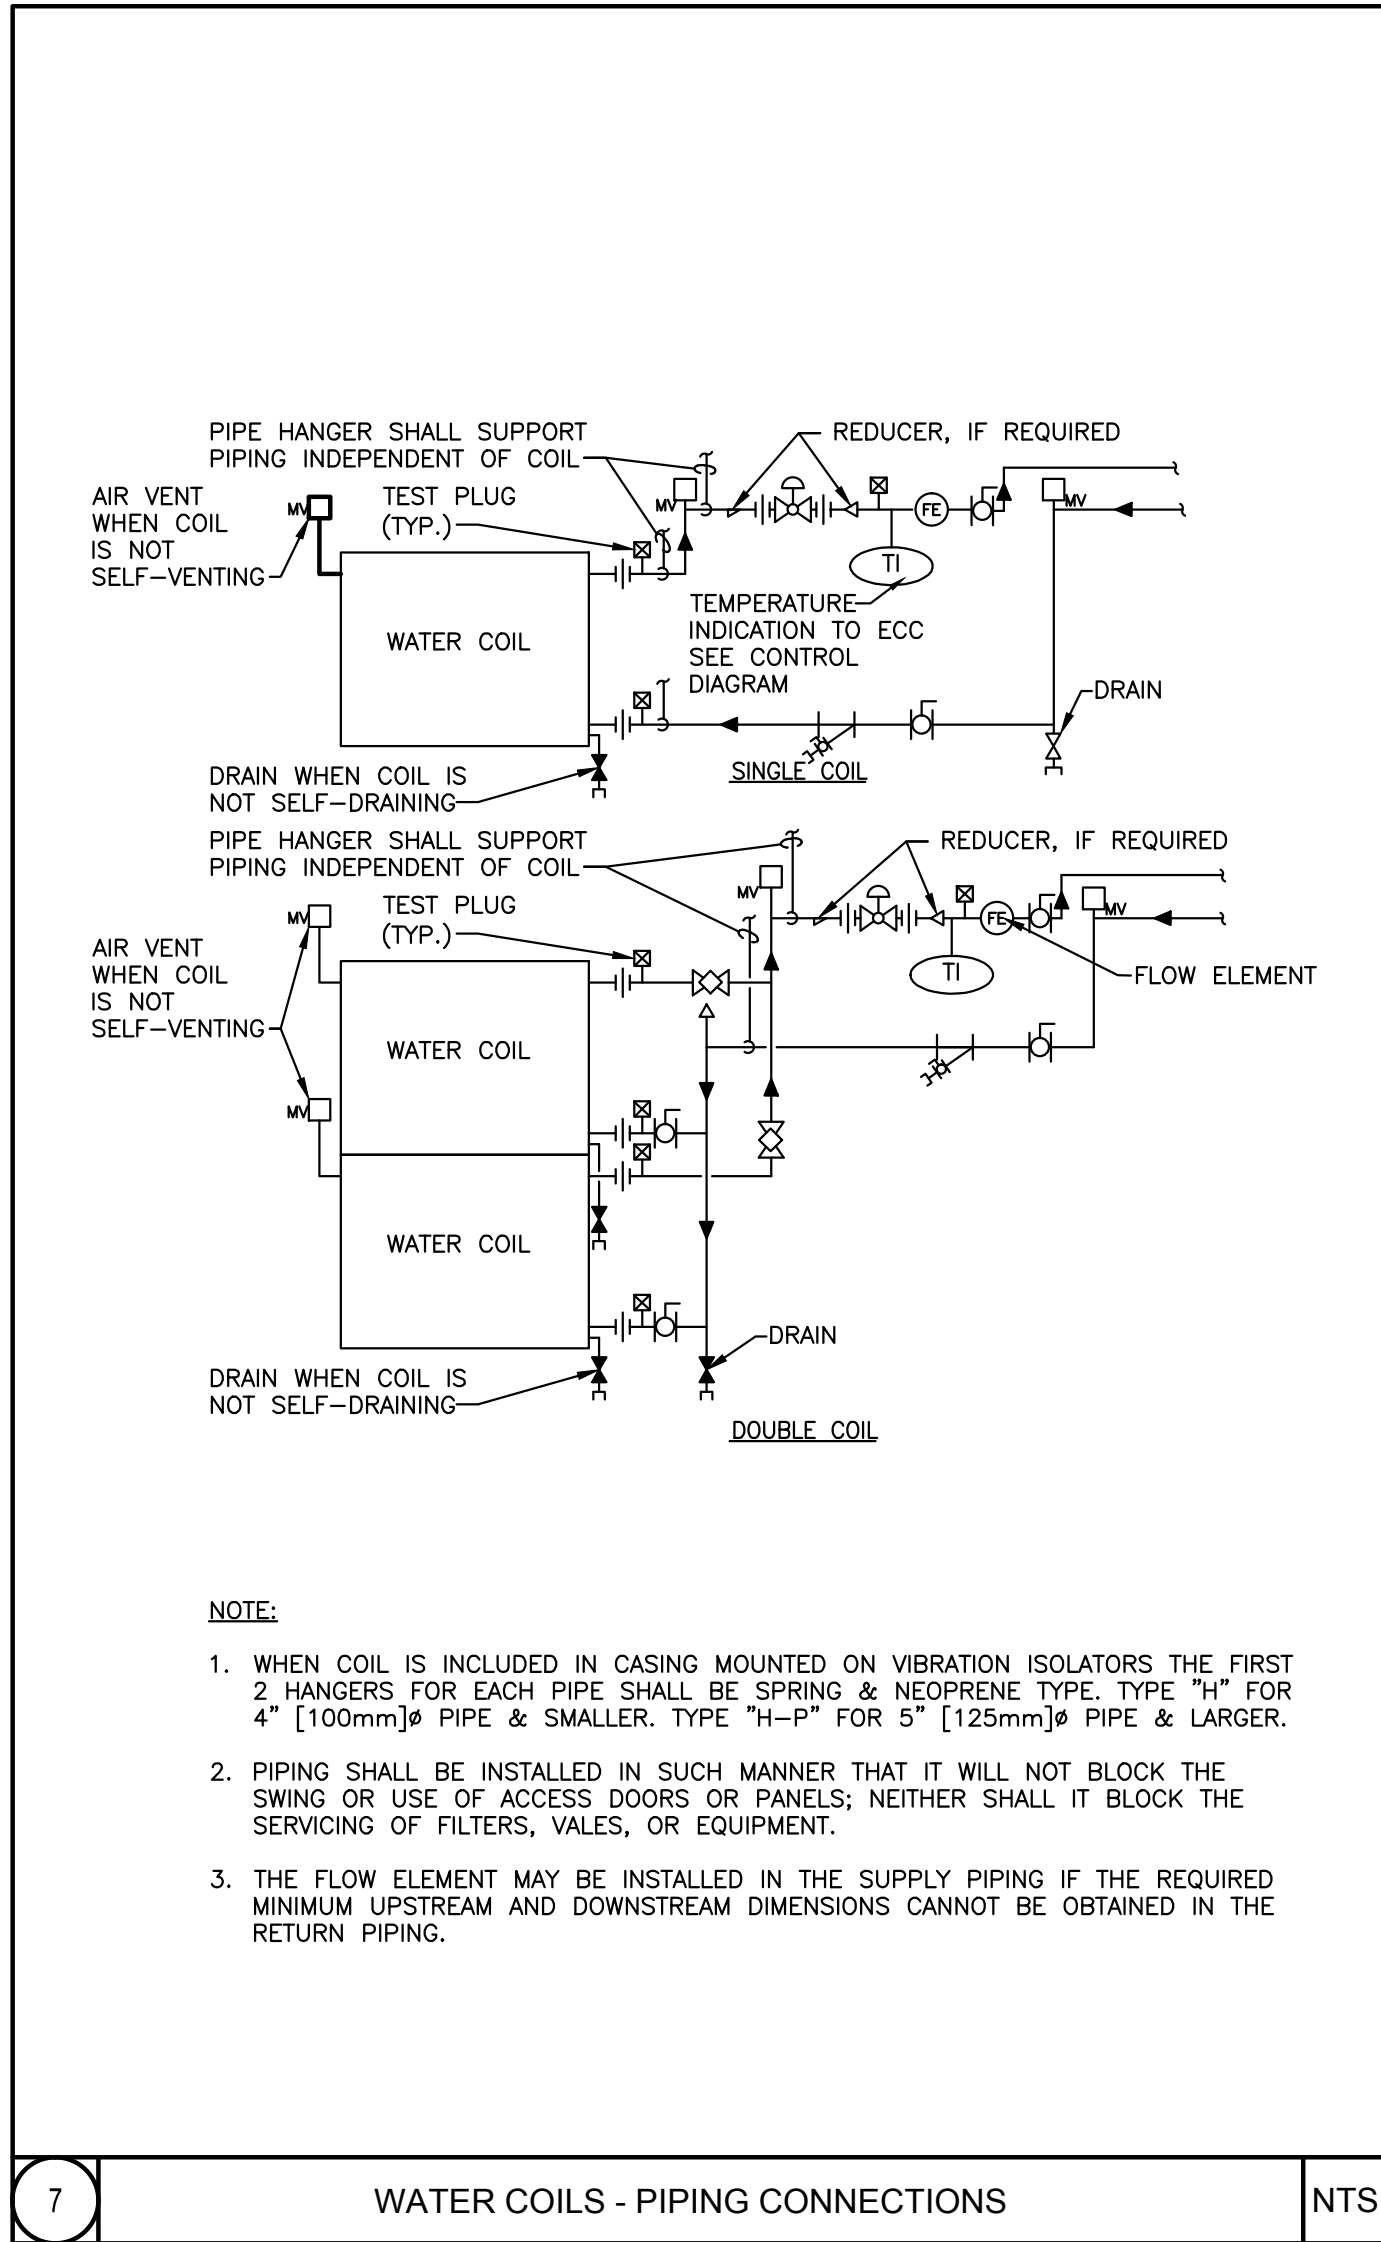 PIPE HANGER SHALL SUPPORT
PIPING INDEPENDENT OF COIL
REDUCER, IF REQUIRED
AIR VENT
WHEN COIL
IS NOT
SELF-VENTING
MV
TEST PLUG
(TYP.)
MV
FE
MV
TI
WATER COIL
TEMPERATURE
INDICATION TO ECC
SEE CONTROL
DIAGRAM
DRAIN
SINGLE COIL
DRAIN WHEN COIL IS
NOT SELF-DRAINING
PIPE HANGER SHALL SUPPORT
PIPING INDEPENDENT OF COIL
REDUCER, IF REQUIRED
MV
TEST PLUG
(TYP.)
MV
FE
MV
AIR VENT
WHEN COIL
IS NOT
SELF-VENTING
TI
FLOW ELEMENT
WATER COIL
MV
WATER COIL
DRAIN
DRAIN WHEN COIL IS
NOT SELF-DRAINING
DOUBLE COIL
NOTE:
1. WHEN COIL IS INCLUDED IN CASING MOUNTED ON VIBRATION ISOLATORS THE FIRST
2 HANGERS FOR EACH PIPE SHALL BE SPRING & NEOPRENE TYPE. TYPE "H" FOR
4" [100mm]ø PIPE & SMALLER. TYPE "H-P" FOR 5" [125mm]ø PIPE & LARGER.
2. PIPING SHALL BE INSTALLED IN SUCH MANNER THAT IT WILL NOT BLOCK THE
SWING OR USE OF ACCESS DOORS OR PANELS; NEITHER SHALL IT BLOCK THE
SERVICING OF FILTERS, VALES, OR EQUIPMENT.
3. THE FLOW ELEMENT MAY BE INSTALLED IN THE SUPPLY PIPING IF THE REQUIRED
MINIMUM UPSTREAM AND DOWNSTREAM DIMENSIONS CANNOT BE OBTAINED IN THE
RETURN PIPING.
7
WATER COILS - PIPING CONNECTIONS
NTS